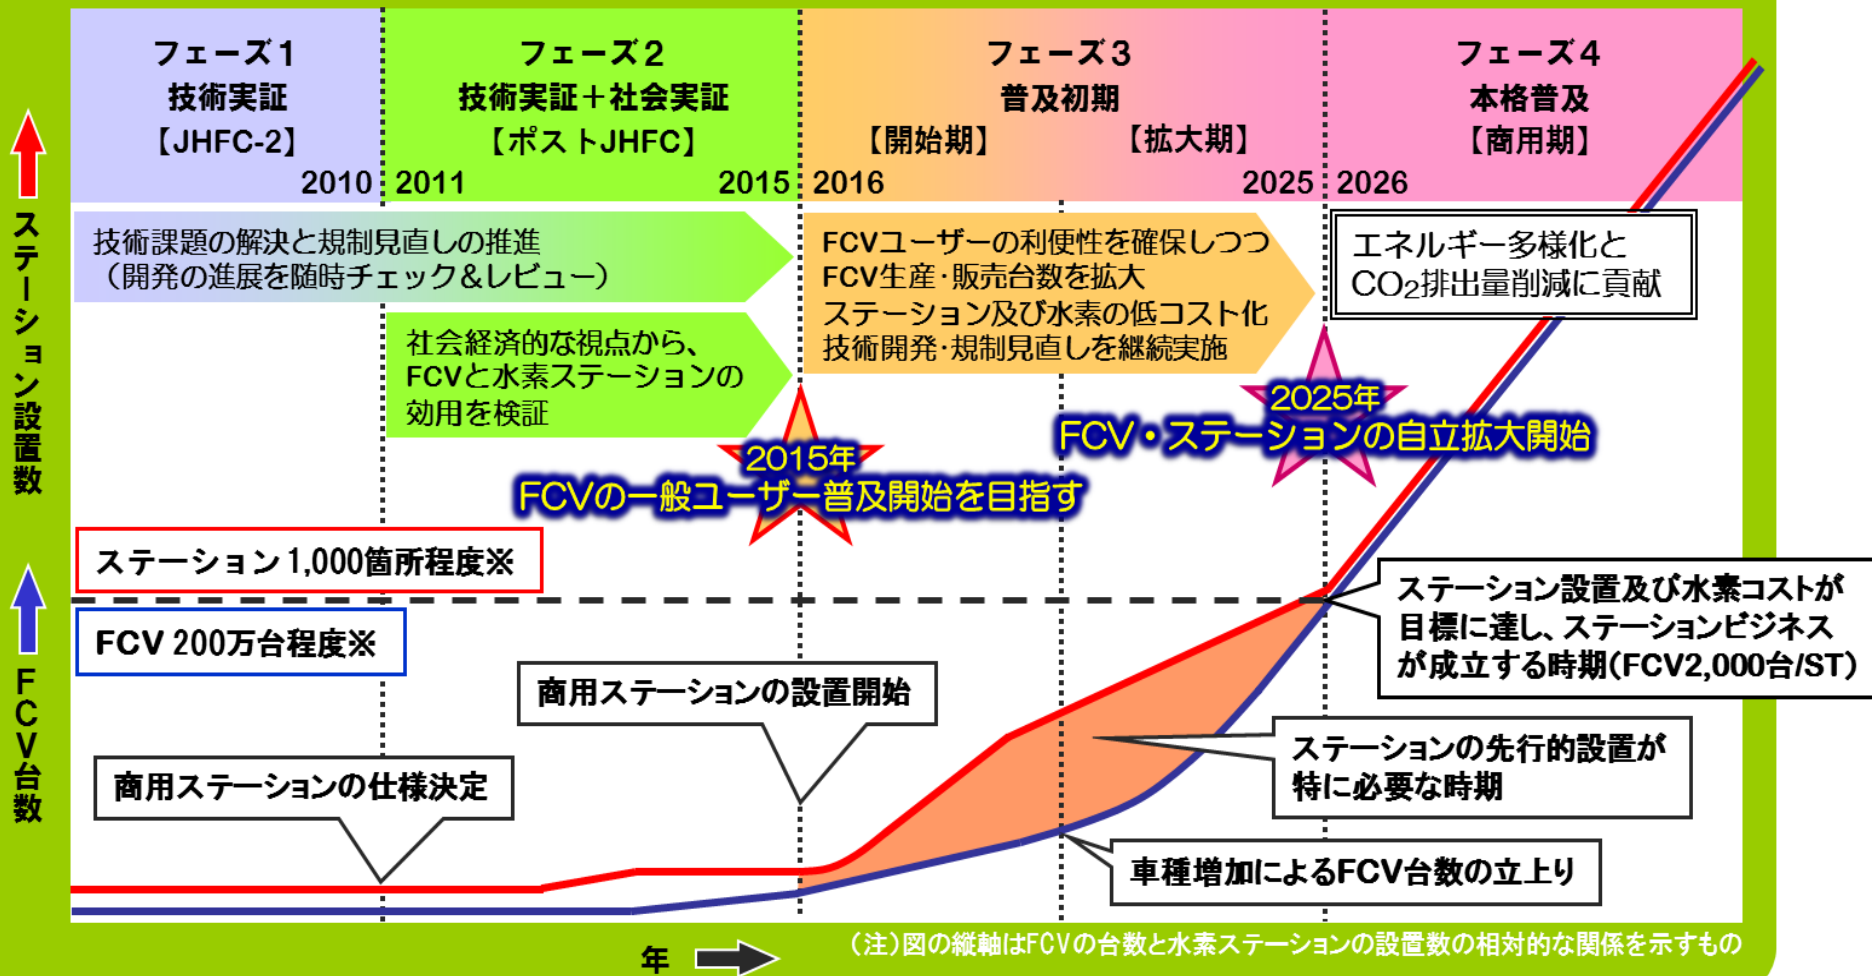 フェーズ1
技術実証
【JHFC-2】
2010
フェーズ2
技術実証＋社会実証
【ポストJHFC】
2011
2015
フェーズ3
普及初期
【開始期】
【拡大期】
2016
2025
フェーズ4
本格普及
【商用期】
2026
ステーション設置数
FCV台数
技術課題の解決と規制見直しの推進
（開発の進展を随時チェック＆レビュー）
社会経済的な視点から、
FCVと水素ステーションの
効用を検証
FCVユーザーの利便性を確保しつつ
FCV生産・販売台数を拡大
ステーション及び水素の低コスト化
技術開発・規制見直しを継続実施
エネルギー多様化と
CO₂排出量削減に貢献
2015年
FCVの一般ユーザー普及開始を目指す
2025年
FCV・ステーションの自立拡大開始
ステーション1,000箇所程度※
FCV 200万台程度※
商用ステーションの仕様決定
商用ステーションの設置開始
ステーション設置及び水素コストが
目標に達し、ステーションビジネス
が成立する時期(FCV2,000台/ST)
ステーションの先行的設置が
特に必要な時期
車種増加によるFCV台数の立上り
年
(注)図の縦軸はFCVの台数と水素ステーションの設置数の相対的な関係を示すもの